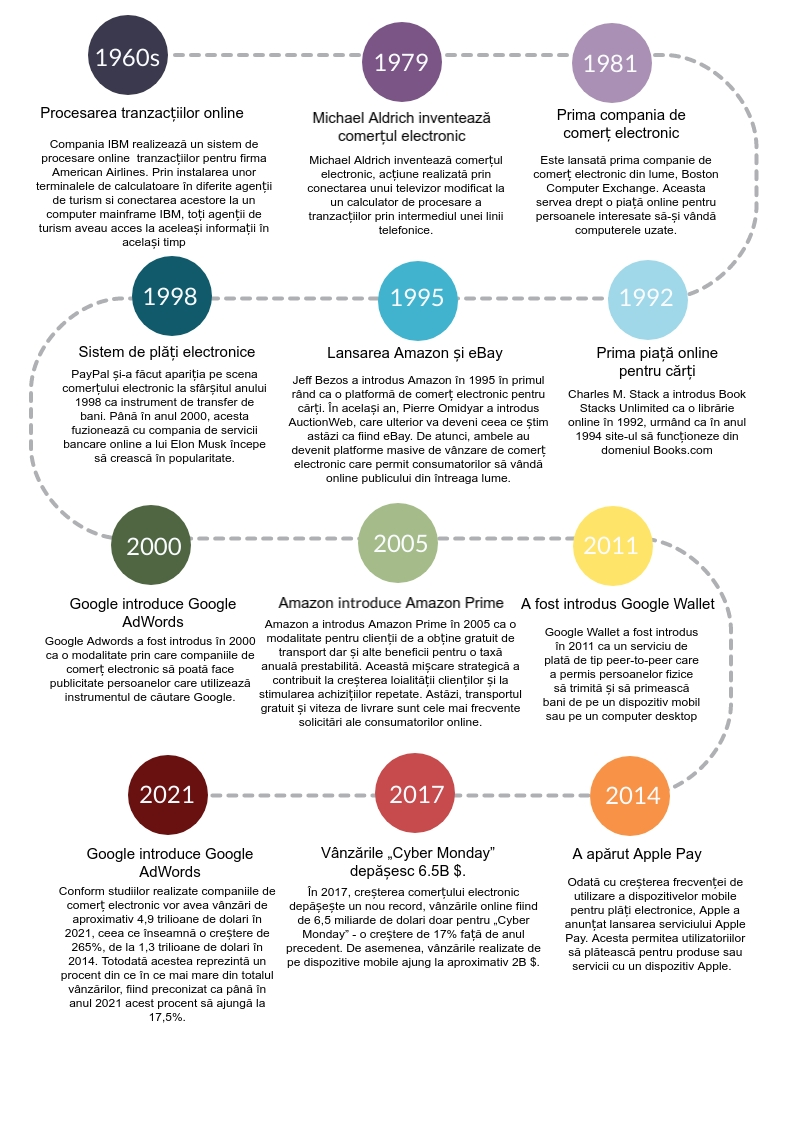 1960s
Procesarea tranzacțiilor online
Compania IBM realizează un sistem de
procesare online tranzacțiilor pentru firma
American Airlines. Prin instalarea unor
terminalele de calculatoare în diferite agenții
de turism si conectarea acestore la un
computer mainframe IBM, toți agenții de
turism aveau acces la aceleași informații în
același timp
1979
Michael Aldrich inventează
comerțul electronic
Michael Aldrich inventează comerțul
electronic, acțiune realizată prin
conectarea unui televizor modificat la
un calculator de procesare a
tranzacțiilor prin intermediul unei linii
telefonice.
1981
Prima compania de
comerț electronic
Este lansată prima companie de
comerț electronic din lume, Boston
Computer Exchange. Aceasta
servea drept o piață online pentru
persoanele interesate să-și vândă
computerele uzate.
1992
Prima piață online
pentru cărți
Charles M. Stack a introdus Book
Stacks Unlimited ca o librărie
online în 1992, urmând ca în anul
1994 site-ul să funcționeze din
domeniul Books.com
1995
Lansarea Amazon și eBay
Jeff Bezos a introdus Amazon în 1995 în primul
rând ca o platformă de comerț electronic pentru
cărți. În același an, Pierre Omidyar a introdus
AuctionWeb, care ulterior va deveni ceea ce știm
astăzi ca fiind eBay. De atunci, ambele au
devenit platforme masive de vânzare de comerț
electronic care permit consumatorilor să vândă
online publicului din întreaga lume.
1998
Sistem de plăți electronice
PayPal și-a făcut apariția pe scena
comerțului electronic la sfârșitul anului
1998 ca instrument de transfer de
bani. Până în anul 2000, acesta
fuzionează cu compania de servicii
bancare online a lui Elon Musk începe
să crească în popularitate.
2000
Google introduce Google
AdWords
Google Adwords a fost introdus în 2000
ca o modalitate prin care companiile de
comerț electronic să poată face
publicitate persoanelor care utilizează
instrumentul de căutare Google.
2005
Amazon introduce Amazon Prime
Amazon a introdus Amazon Prime în 2005 ca o
modalitate pentru clienții de a obține gratuit de
transport dar și alte beneficii pentru o taxă
anuală prestabilită. Această mișcare strategică a
contribuit la creșterea loialității clienților și la
stimularea achizițiilor repetate. Astăzi, transportul
gratuit și viteza de livrare sunt cele mai frecvente
solicitări ale consumatorilor online.
2011
A fost introdus Google Wallet
Google Wallet a fost introdus
în 2011 ca un serviciu de
plată de tip peer-to-peer care
a permis persoanelor fizice
să trimită și să primească
bani de pe un dispozitiv mobil
sau pe un computer desktop
2014
A apărut Apple Pay
Odată cu creșterea frecvenței de
utilizare a dispozitivelor mobile
pentru plăți electronice, Apple a
anunțat lansarea serviciului Apple
Pay. Acesta permitea utilizatorilor
să plătească pentru produse sau
servicii cu un dispozitiv Apple.
2017
Vânzările „Cyber Monday”
depășesc 6.5B $.
În 2017, creșterea comerțului electronic
depășește un nou record, vânzările online fiind
de 6,5 miliarde de dolari doar pentru „Cyber
Monday” - o creștere de 17% față de anul
precedent. De asemenea, vânzările realizate de
pe dispozitive mobile ajung la aproximativ 2B $.
2021
Google introduce Google
AdWords
Conform studiilor realizate companiile de
comerț electronic vor avea vânzări de
aproximativ 4,9 trilioane de dolari în
2021, ceea ce înseamnă o creștere de
265%, de la 1,3 trilioane de dolari în
2014. Totodată acestea reprezintă un
procent din ce în ce mai mare din totalul
vânzărilor, fiind preconizat ca până în
anul 2021 acest procent să ajungă la
17,5%.